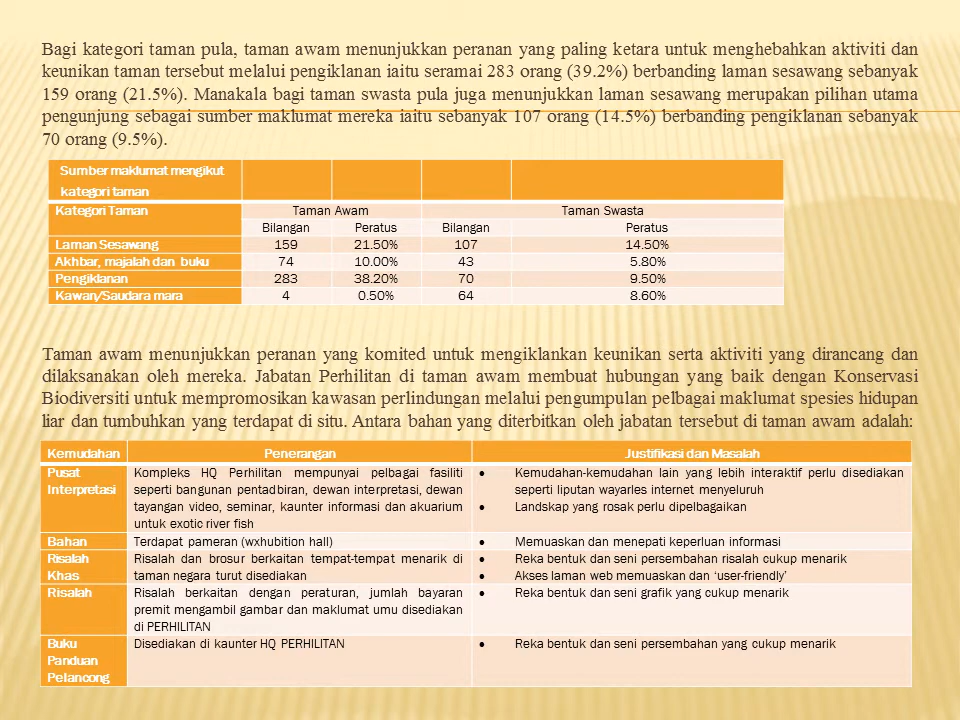 Bagi kategori taman pula, taman awam menunjukkan peranan yang paling ketara untuk menghebahkan aktiviti dan
keunikan taman tersebut melalui pengiklanan iaitu seramai 283 orang (39.2%) berbanding laman sesawang sebanyak
159 orang (21.5%). Manakala bagi taman swasta pula juga menunjukkan laman sesawang merupakan pilihan utama
pengunjung sebagai sumber maklumat mereka iaitu sebanyak 107 orang (14.5%) berbanding pengiklanan sebanyak
70 orang (9.5%).
Sumber maklumat mengikut
kategori taman
Kategori Taman Taman Awam Taman Swasta
Bilangan Peratus Bilangan Peratus
Laman Sesawang 159 21.50% 107 14.50%
Akhbar, majalah dan buku 74 10.00% 43 5.80%
Pengiklanan 283 38.20% 70 9.50%
Kawan/Saudara mara 4 0.50% 64 8.60%
Taman awam menunjukkan peranan yang komited untuk mengiklankan keunikan serta aktiviti yang dirancang dan
dilaksanakan oleh mereka. Jabatan Perhilitan di taman awam membuat hubungan yang baik dengan Konservasi
Biodiversiti untuk mempromosikan kawasan perlindungan melalui pengumpulan pelbagai maklumat spesies hidupan
liar dan tumbuhkan yang terdapat di situ. Antara bahan yang diterbitkan oleh jabatan tersebut di taman awam adalah:
Kemudahan Penerangan Justifikasi dan Masalah
Pusat
Interpretasi
Kompleks HQ Perhilitan mempunyai pelbagai fasiliti
seperti bangunan pentadbiran, dewan interpretasi, dewan
tayangan video, seminar, kaunter informasi dan akuarium
untuk exotic river fish
• Kemudahan-kemudahan lain yang lebih interaktif perlu disediakan
seperti liputan wayarles internet menyeluruh
• Landskap yang rosak perlu dipelbagaikan
Bahan Terdapat pameran (wxhubition hall) • Memuaskan dan menepati keperluan informasi
Risalah
Khas
Risalah dan brosur berkaitan tempat-tempat menarik di
taman negara turut disediakan
• Reka bentuk dan seni persembahan risalah cukup menarik
• Akses laman web memuaskan dan ‘user-friendly’
Risalah
Risalah berkaitan dengan peraturan, jumlah bayaran
premit mengambil gambar dan maklumat umu disediakan
di PERHILITAN
• Reka bentuk dan seni grafik yang cukup menarik
Buku
Panduan
Pelancong
Disediakan di kaunter HQ PERHILITAN
• Reka bentuk dan seni persembahan yang cukup menarik